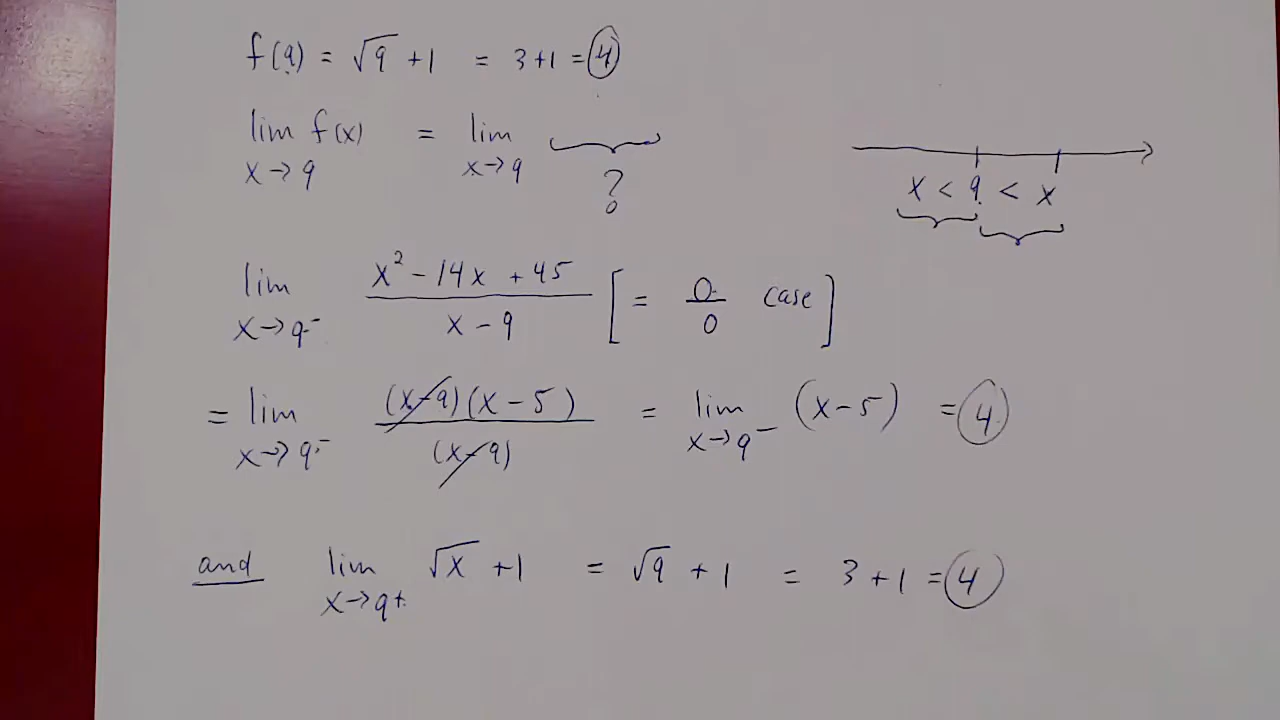 f(9) = √9 + 1 = 3 + 1 = 4
lim f(x) = lim
x→9 x→9 ?
x < 9 < x
lim x² - 14x + 45 [ = 0 case ]
x→9⁻ x - 9 0
= lim (x-9)(x-5) = lim (x-5) = 4
x→9⁻ (x-9) x→9⁻
and lim √x + 1 = √9 + 1 = 3 + 1 = 4
x→9+